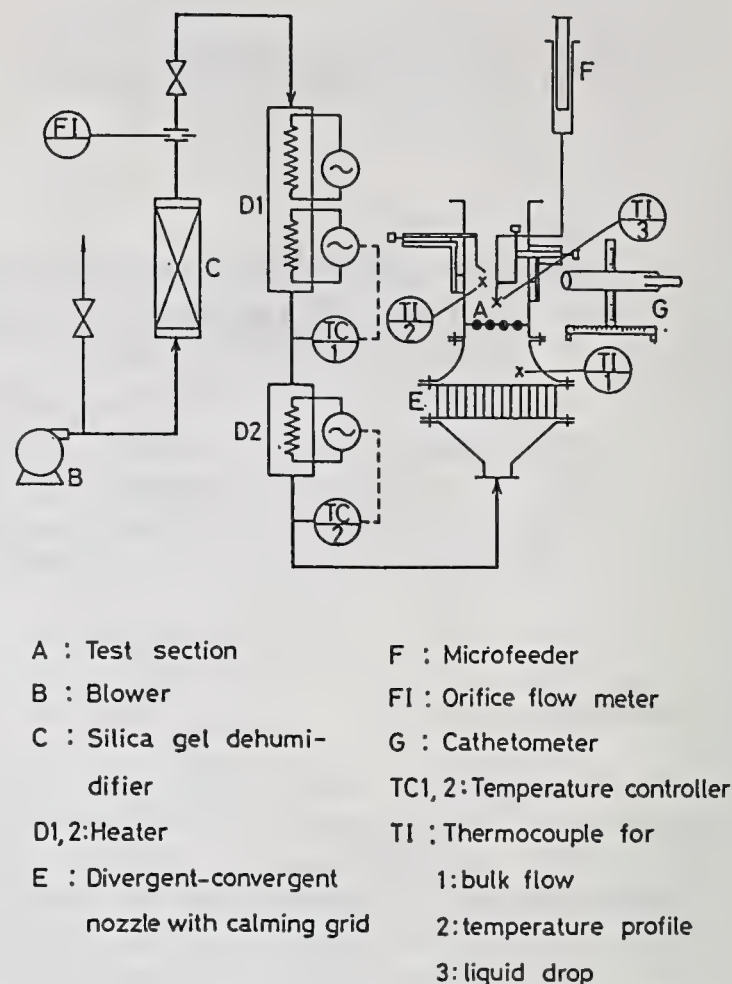 FI
C
B
D1
D2
TC
1
TC
2
F
TI
3
TI
2
A
G
TI
1
E
A : Test section
B : Blower
C : Silica gel dehumi-
difier
D1,2:Heater
E : Divergent-convergent
nozzle with calming grid
F : Microfeeder
FI : Orifice flow meter
G : Cathetometer
TC1, 2:Temperature controller
TI : Thermocouple for
1:bulk flow
2:temperature profile
3:liquid drop